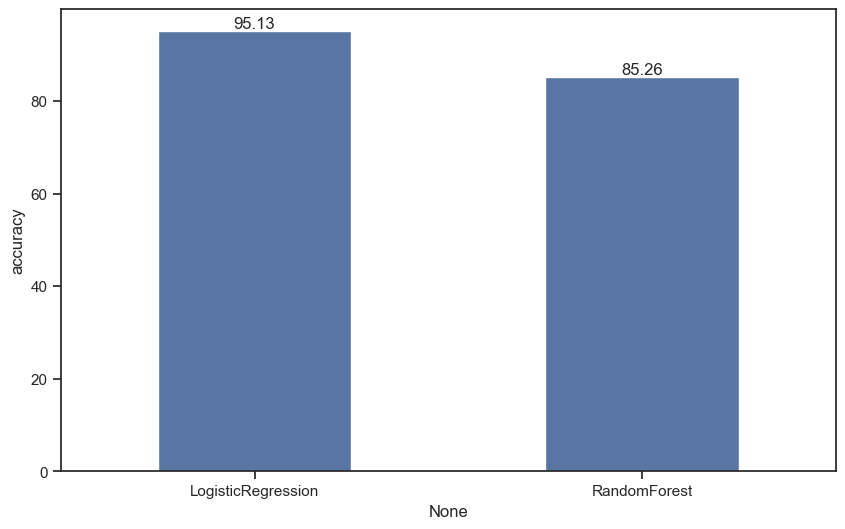 95.13
85.26
accuracy
80
60
40
20
0
LogisticRegression
RandomForest
None